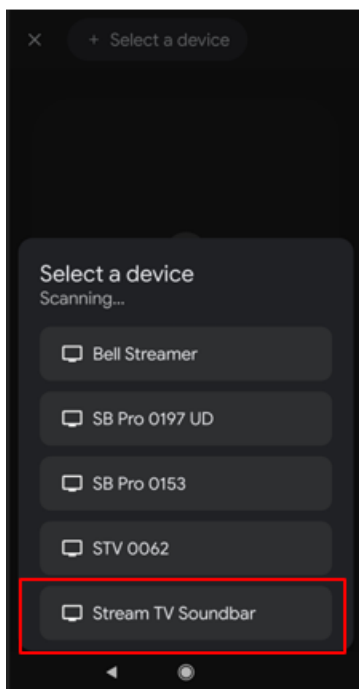 + Select a device
Select a device
Scanning...
Bell Streamer
SB Pro 0197 UD
SB Pro 0153
STV 0062
Stream TV Soundbar